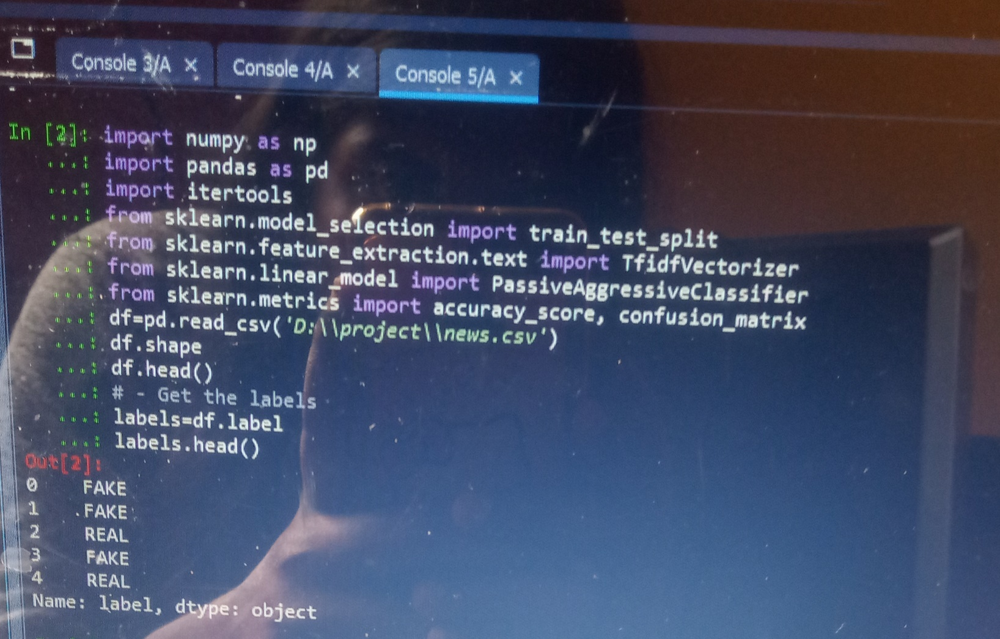 Console 3/A × Console 4/A × Console 5/A ×
In [2]: import numpy as np
...: import pandas as pd
...: import itertools
...: from sklearn.model_selection import train_test_split
...: from sklearn.feature_extraction.text import TfidfVectorizer
...: from sklearn.linear_model import PassiveAggressiveClassifier
...: from sklearn.metrics import accuracy_score, confusion_matrix
...: df=pd.read_csv('D:\\project\\news.csv')
...: df.shape
...: df.head()
...: # - Get the labels
...: labels=df.label
...: labels.head()
Out[2]:
0 FAKE
1 FAKE
2 REAL
3 FAKE
4 REAL
Name: label, dtype: object